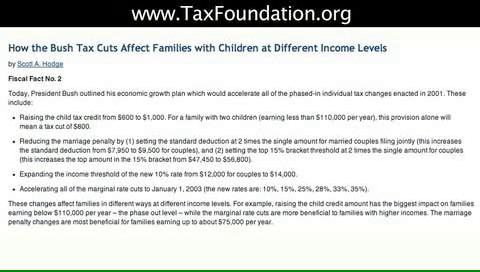 www.TaxFoundation.org
How the Bush Tax Cuts Affect Families with Children at Different Income Levels
by Scott A. Hodge
Fiscal Fact No. 2
Today, President Bush outlined his economic growth plan which would accelerate all of the phased-in individual tax changes enacted in 2001. These
include:
• Raising the child tax credit from $600 to $1,000. For a family with two children (earning less than $110,000 per year), this provision alone will
mean a tax cut of $800.
• Reducing the marriage penalty by (1) setting the standard deduction at 2 times the single amount for married couples filing jointly (this increases
the standard deduction from $7,950 to $9,500 for couples), and (2) setting the top 15% bracket threshold at 2 times the single amount for couples
(this increases the top amount in the 15% bracket from $47,450 to $56,800).
• Expanding the income threshold of the new 10% rate from $12,000 for couples to $14,000.
• Accelerating all of the marginal rate cuts to January 1, 2003 (the new rates are: 10%, 15%, 25%, 28%, 33%, 35%).
These changes affect families in different ways at different income levels. For example, raising the child credit amount has the biggest impact on families
earning below $110,000 per year – the phase out level – while the marginal rate cuts are more beneficial to families with higher incomes. The marriage
penalty changes are most beneficial for families earning up to about $75,000 per year.